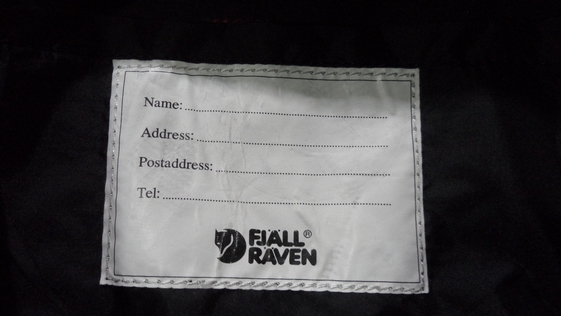 Name:
Address:
Postaddress:
Tel:
FJÄLL®
RÄVEN